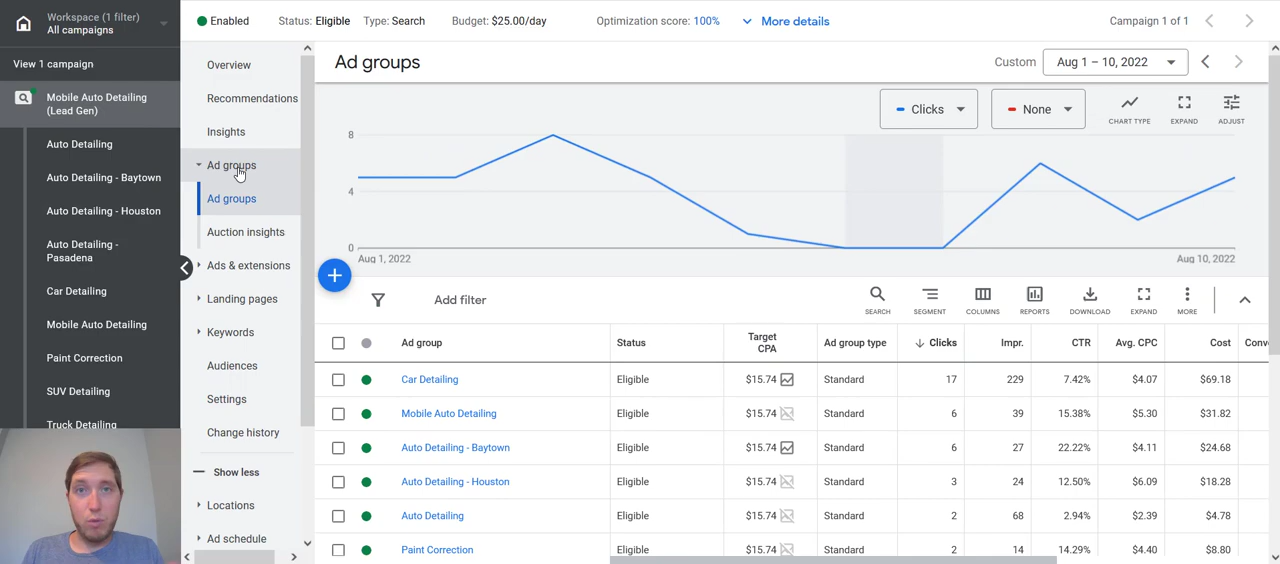 Workspace (1 filter)
All campaigns
Enabled
Status: Eligible
Type: Search
Budget: $25.00/day
Optimization score: 100%
More details
Campaign 1 of 1
View 1 campaign
Mobile Auto Detailing
(Lead Gen)
Auto Detailing
Auto Detailing - Baytown
Auto Detailing - Houston
Auto Detailing -
Pasadena
Car Detailing
Mobile Auto Detailing
Paint Correction
SUV Detailing
Truck Detailing
Overview
Recommendations
Insights
Ad groups
Ad groups
Auction insights
Ads & extensions
Landing pages
Keywords
Audiences
Settings
Change history
Show less
Locations
Ad schedule
Ad groups
Custom
Aug 1 – 10, 2022
Clicks
None
CHART TYPE
EXPAND
ADJUST
8
4
0
Aug 1, 2022
Aug 10, 2022
Add filter
SEARCH
SEGMENT
COLUMNS
REPORTS
DOWNLOAD
EXPAND
MORE
Ad group Status Target CPA Ad group type Clicks Impr. CTR Avg. CPC Cost Conv
Car Detailing Eligible $15.74 Standard 17 229 7.42% $4.07 $69.18
Mobile Auto Detailing Eligible $15.74 Standard 6 39 15.38% $5.30 $31.82
Auto Detailing - Baytown Eligible $15.74 Standard 6 27 22.22% $4.11 $24.68
Auto Detailing - Houston Eligible $15.74 Standard 3 24 12.50% $6.09 $18.28
Auto Detailing Eligible $15.74 Standard 2 68 2.94% $2.39 $4.78
Paint Correction Eligible $15.74 Standard 2 14 14.29% $4.40 $8.80